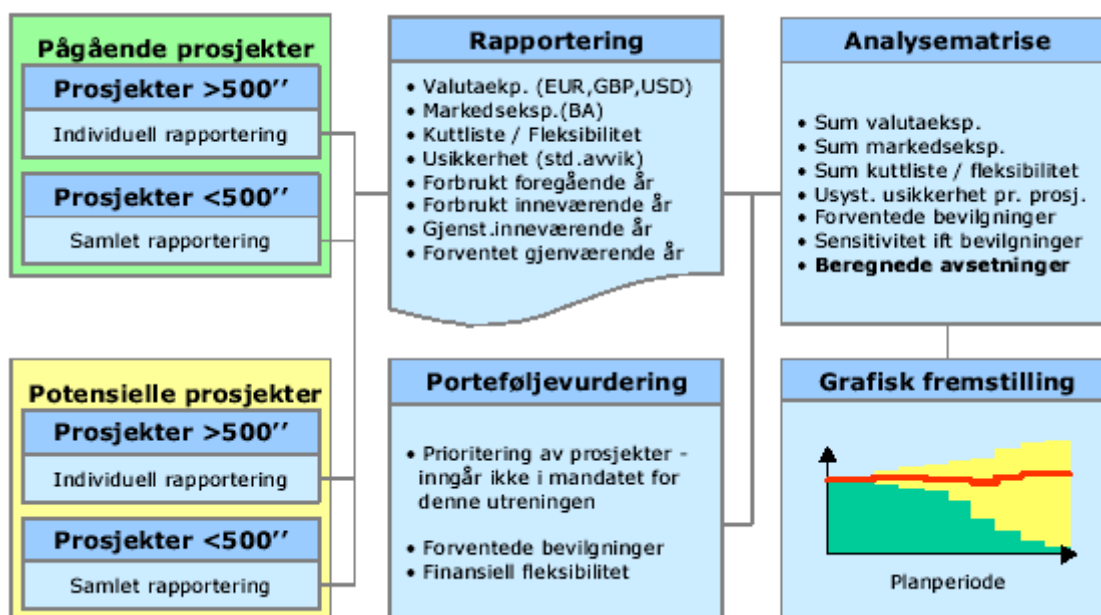 Pågående prosjekter
Prosjekter >500’’
Individuell rapportering
Prosjekter <500’’
Samlet rapportering
Potensielle prosjekter
Prosjekter >500’’
Individuell rapportering
Prosjekter <500’’
Samlet rapportering
Rapportering
• Valutaekp. (EUR,GBP,USD)
• Markedseksp.(BA)
• Kuttliste / Fleksibilitet
• Usikkerhet (std.avvik)
• Forbrukt foregående år
• Forbrukt inneværende år
• Gjenst.inneværende år
• Forventet gjenværende år
Porteføljevurdering
• Prioritering av prosjekter -
inngår ikke i mandatet for
denne utreningen
• Forventede bevilgninger
• Finansiell fleksibilitet
Analysematrise
• Sum valutaeksp.
• Sum markedseksp.
• Sum kuttliste / fleksibilitet
• Usyst. usikkerhet pr. prosj.
• Forventede bevilgninger
• Sensitivitet ift bevilgninger
• Beregnede avsetninger
Grafisk fremstilling
Planperiode